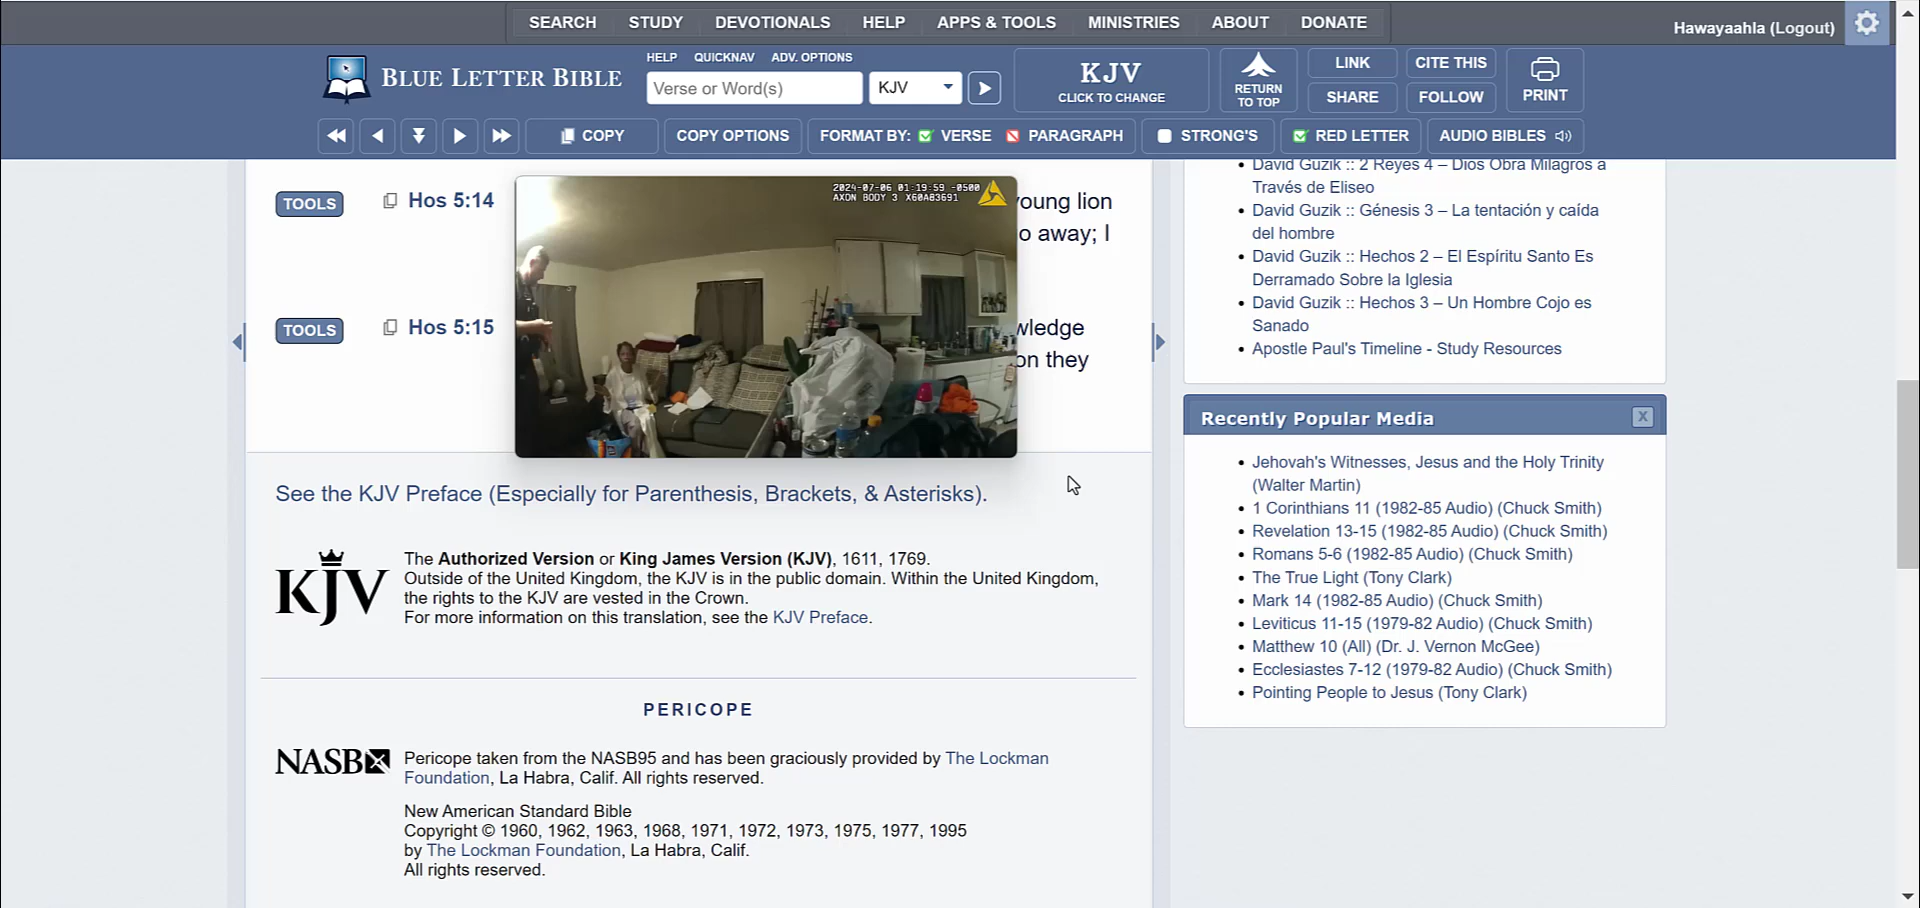 SEARCH STUDY DEVOTIONALS HELP APPS & TOOLS MINISTRIES ABOUT DONATE
Hawayaahla (Logout)
BLUE LETTER BIBLE
HELP QUICKNAV ADV. OPTIONS
Verse or Word(s)
KJV
KJV
CLICK TO CHANGE
RETURN
TO TOP
LINK
CITE THIS
SHARE
FOLLOW
PRINT
COPY
COPY OPTIONS
FORMAT BY: VERSE PARAGRAPH
STRONG'S
RED LETTER
AUDIO BIBLES
TOOLS
Hos 5:14
young lion
o away; I
TOOLS
Hos 5:15
wledge
on they
2024-07-06 01:19:59 -0500
AXON BODY 3 X60A83691
See the KJV Preface (Especially for Parenthesis, Brackets, & Asterisks).
KJV
The Authorized Version or King James Version (KJV), 1611, 1769.
Outside of the United Kingdom, the KJV is in the public domain. Within the United Kingdom,
the rights to the KJV are vested in the Crown.
For more information on this translation, see the KJV Preface.
PERICOPE
NASB
Pericope taken from the NASB95 and has been graciously provided by The Lockman
Foundation, La Habra, Calif. All rights reserved.
New American Standard Bible
Copyright © 1960, 1962, 1963, 1968, 1971, 1972, 1973, 1975, 1977, 1995
by The Lockman Foundation, La Habra, Calif.
All rights reserved.
David Guzik :: 2 Reyes 4 – Dios Obra Milagros a
Través de Eliseo
David Guzik :: Génesis 3 – La tentación y caída
del hombre
David Guzik :: Hechos 2 – El Espíritu Santo Es
Derramado Sobre la Iglesia
David Guzik :: Hechos 3 – Un Hombre Cojo es
Sanado
Apostle Paul's Timeline - Study Resources
Recently Popular Media
X
Jehovah's Witnesses, Jesus and the Holy Trinity
(Walter Martin)
1 Corinthians 11 (1982-85 Audio) (Chuck Smith)
Revelation 13-15 (1982-85 Audio) (Chuck Smith)
Romans 5-6 (1982-85 Audio) (Chuck Smith)
The True Light (Tony Clark)
Mark 14 (1982-85 Audio) (Chuck Smith)
Leviticus 11-15 (1979-82 Audio) (Chuck Smith)
Matthew 10 (All) (Dr. J. Vernon McGee)
Ecclesiastes 7-12 (1979-82 Audio) (Chuck Smith)
Pointing People to Jesus (Tony Clark)